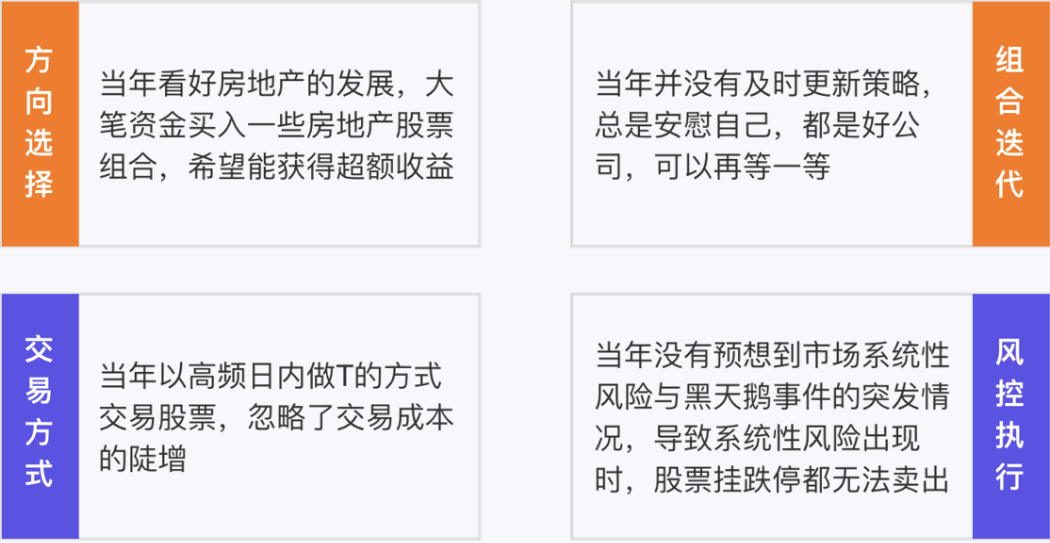 方向选择
当年看好房地产的发展，大
笔资金买入一些房地产股票
组合，希望能获得超额收益
当年并没有及时更新策略，
总是安慰自己，都是好公
司，可以再等一等
组合迭代
交易方式
当年以高频日内做T的方式
交易股票，忽略了交易成本
的陡增
当年没有预想到市场系统性
风险与黑天鹅事件的突发情
况，导致系统性风险出现
时，股票挂跌停都无法卖出
风控执行